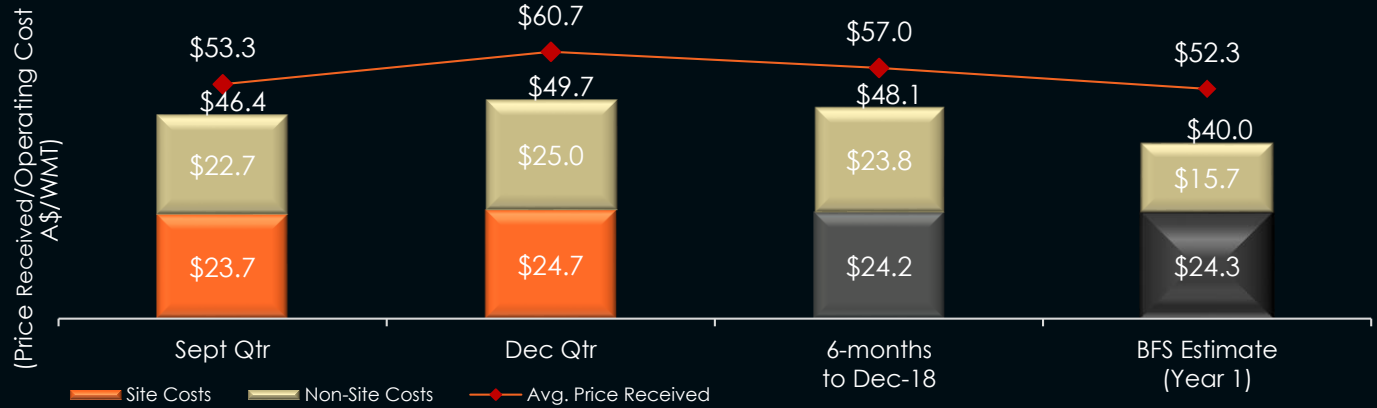 (Price Received/Operating Cost
A$/WMT)
$53.3
$60.7
$57.0
$52.3
$46.4
$49.7
$48.1
$40.0
$22.7
$25.0
$23.8
$15.7
$23.7
$24.7
$24.2
$24.3
Sept Qtr
Dec Qtr
6-months
to Dec-18
BFS Estimate
(Year 1)
Site Costs
Non-Site Costs
Avg. Price Received